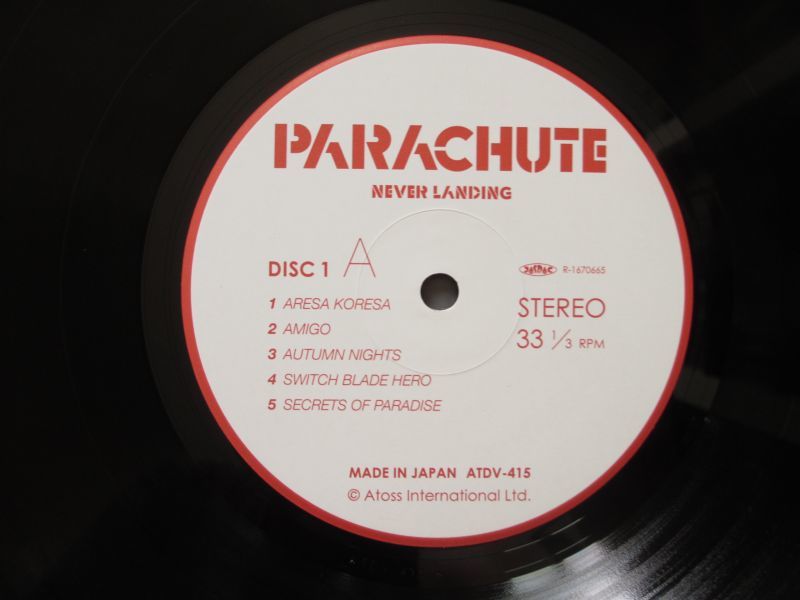 PARACHUTE
NEVER LANDING
DISC 1 A
R-1670665
1 ARESA KORESA
2 AMIGO
3 AUTUMN NIGHTS
4 SWITCH BLADE HERO
5 SECRETS OF PARADISE
STEREO
33 1/3 RPM
MADE IN JAPAN ATDV-415
© Atoss International Ltd.